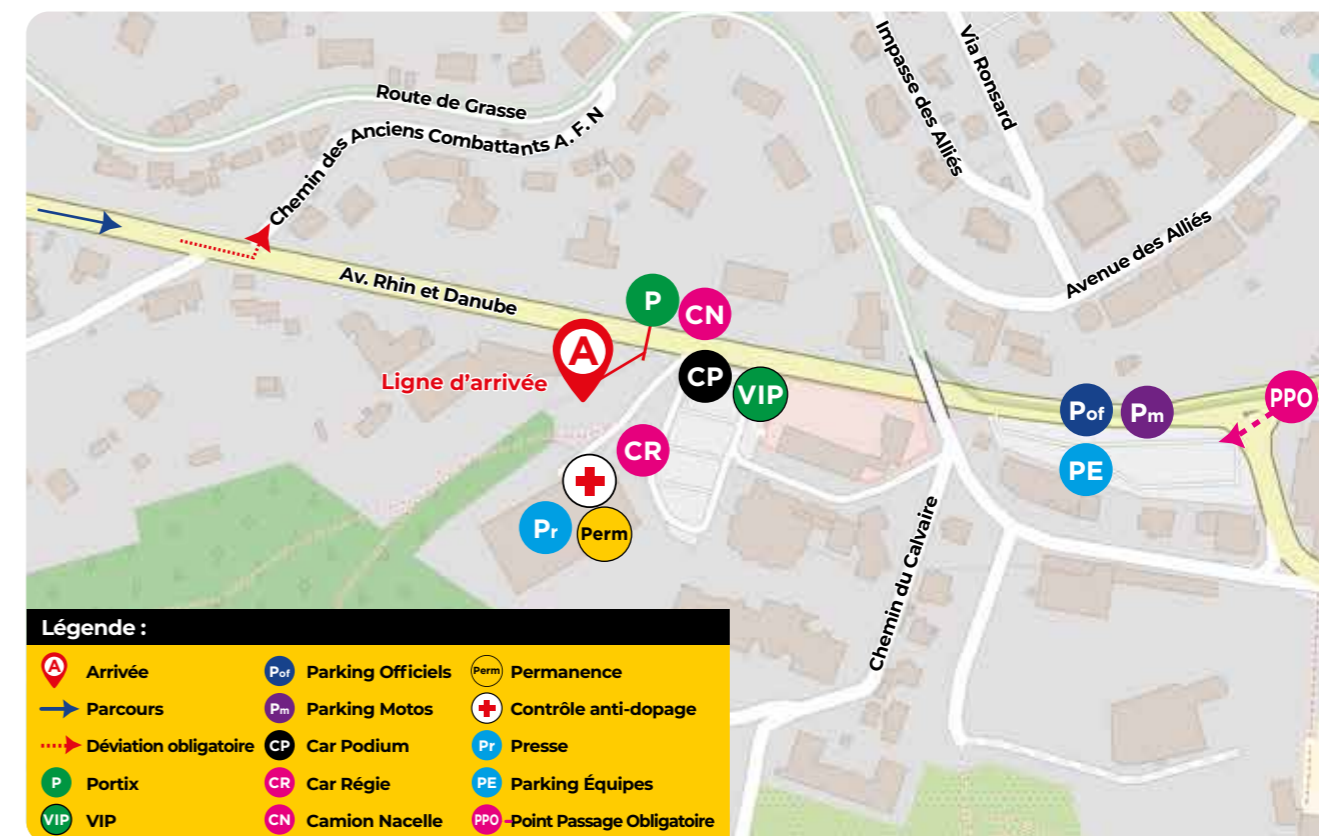 Route de Grasse
Chemin des Anciens Combattants A. F. N
Impasse des Alliés
Via Ronsard
Avenue des Alliés
Av. Rhin et Danube
P
CN
A
Ligne d'arrivée
CP
VIP
Pof
Pm
PPO
CR
PE
Pr
Perm
Chemin du Calvaire
Légende :
A Arrivée
Parcours
Déviation obligatoire
P Portix
VIP VIP
Pof Parking Officiels
Pm Parking Motos
CP Car Podium
CR Car Régie
CN Camion Nacelle
Perm Permanence
Contrôle anti-dopage
Pr Presse
PE Parking Équipes
PPO Point Passage Obligatoire